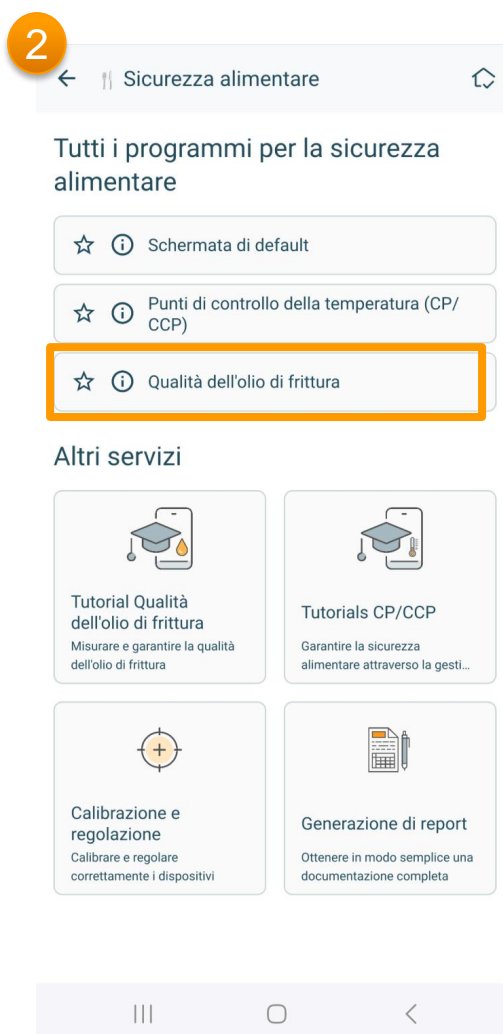 2
Sicurezza alimentare
Tutti i programmi per la sicurezza
alimentare
Schermata di default
Punti di controllo della temperatura (CP/
CCP)
Qualità dell'olio di frittura
Altri servizi
Tutorial Qualità
dell'olio di frittura
Misurare e garantire la qualità
dell'olio di frittura
Tutorials CP/CCP
Garantire la sicurezza
alimentare attraverso la gesti...
Calibrazione e
regolazione
Calibrare e regolare
correttamente i dispositivi
Generazione di report
Ottenere in modo semplice una
documentazione completa